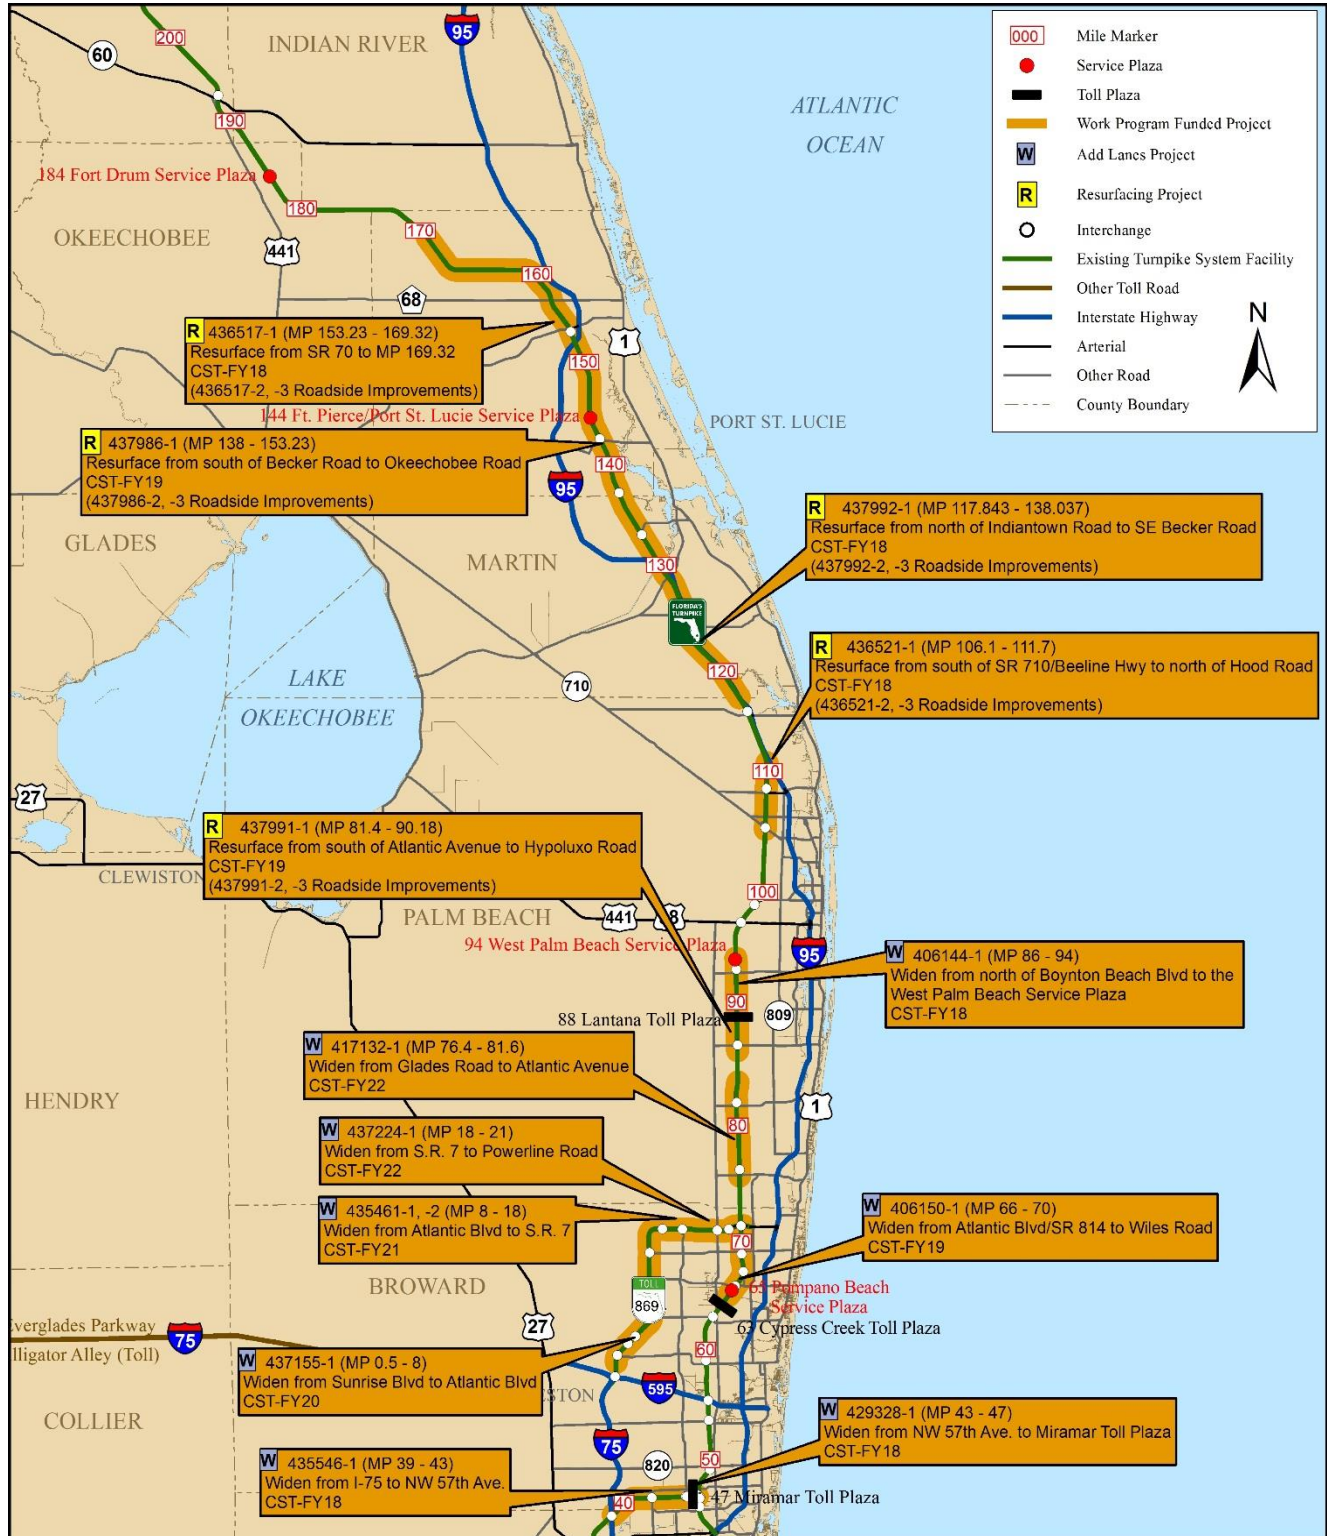 200
60
INDIAN RIVER
95
ATLANTIC
OCEAN
000 Mile Marker
Service Plaza
Toll Plaza
Work Program Funded Project
W Add Lanes Project
R Resurfacing Project
Interchange
Existing Turnpike System Facility
Other Toll Road
Interstate Highway
Arterial
Other Road
County Boundary
N
190
184 Fort Drum Service Plaza
180
170
OKEECHOBEE
441
160
68
1
R 436517-1 (MP 153.23 - 169.32)
Resurface from SR 70 to MP 169.32
CST-FY18
(436517-2, -3 Roadside Improvements)
150
144 Ft. Pierce/Port St. Lucie Service Plaza
PORT ST. LUCIE
R 437986-1 (MP 138 - 153.23)
Resurface from south of Becker Road to Okeechobee Road
CST-FY19
(437986-2, -3 Roadside Improvements)
140
95
GLADES
MARTIN
130
R 437992-1 (MP 117.843 - 138.037)
Resurface from north of Indiantown Road to SE Becker Road
CST-FY18
(437992-2, -3 Roadside Improvements)
FLORIDA'S
TURNPIKE
R 436521-1 (MP 106.1 - 111.7)
Resurface from south of SR 710/Beeline Hwy to north of Hood Road
CST-FY18
(436521-2, -3 Roadside Improvements)
120
710
LAKE
OKEECHOBEE
110
27
R 437991-1 (MP 81.4 - 90.18)
Resurface from south of Atlantic Avenue to Hypoluxo Road
CST-FY19
(437991-2, -3 Roadside Improvements)
CLEWISTON
100
PALM BEACH
441
8
94 West Palm Beach Service Plaza
95
W 406144-1 (MP 86 - 94)
Widen from north of Boynton Beach Blvd to the
West Palm Beach Service Plaza
CST-FY18
90
88 Lantana Toll Plaza
809
W 417132-1 (MP 76.4 - 81.6)
Widen from Glades Road to Atlantic Avenue
CST-FY22
HENDRY
1
80
W 437224-1 (MP 18 - 21)
Widen from S.R. 7 to Powerline Road
CST-FY22
W 435461-1, -2 (MP 8 - 18)
Widen from Atlantic Blvd to S.R. 7
CST-FY21
W 406150-1 (MP 66 - 70)
Widen from Atlantic Blvd/SR 814 to Wiles Road
CST-FY19
70
BROWARD
TOLL
869
65 Pompano Beach
Service Plaza
63 Cypress Creek Toll Plaza
Everglades Parkway
lligator Alley (Toll)
75
27
60
W 437155-1 (MP 0.5 - 8)
Widen from Sunrise Blvd to Atlantic Blvd
CST-FY20
STON
595
COLLIER
75
W 429328-1 (MP 43 - 47)
Widen from NW 57th Ave. to Miramar Toll Plaza
CST-FY18
820
50
W 435546-1 (MP 39 - 43)
Widen from I-75 to NW 57th Ave.
CST-FY18
40
47 Miramar Toll Plaza